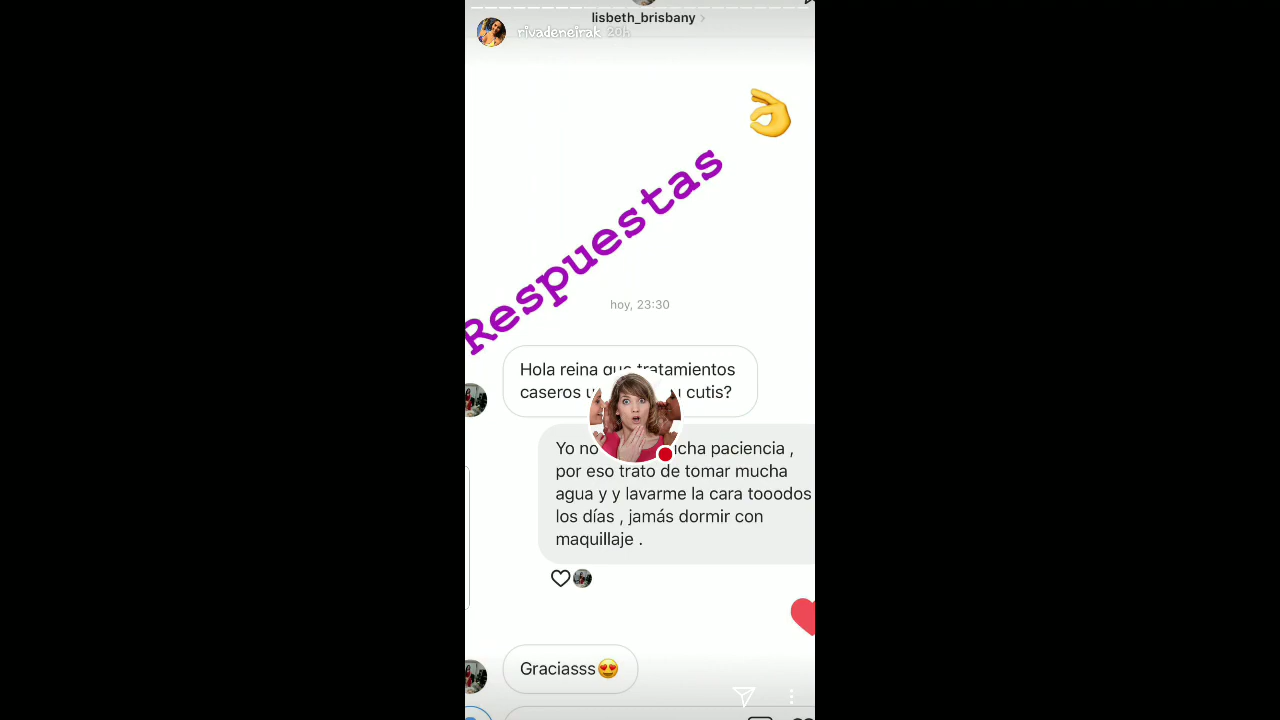 lisbeth_brisbany
rivadeneirak 20h
Respuestas
hoy, 23:30
Hola reina que tratamientos
caseros cutis?
Yo no paciencia ,
por eso trato de tomar mucha
agua y y lavarme la cara tooodos
los días , jamás dormir con
maquillaje .
Graciasss